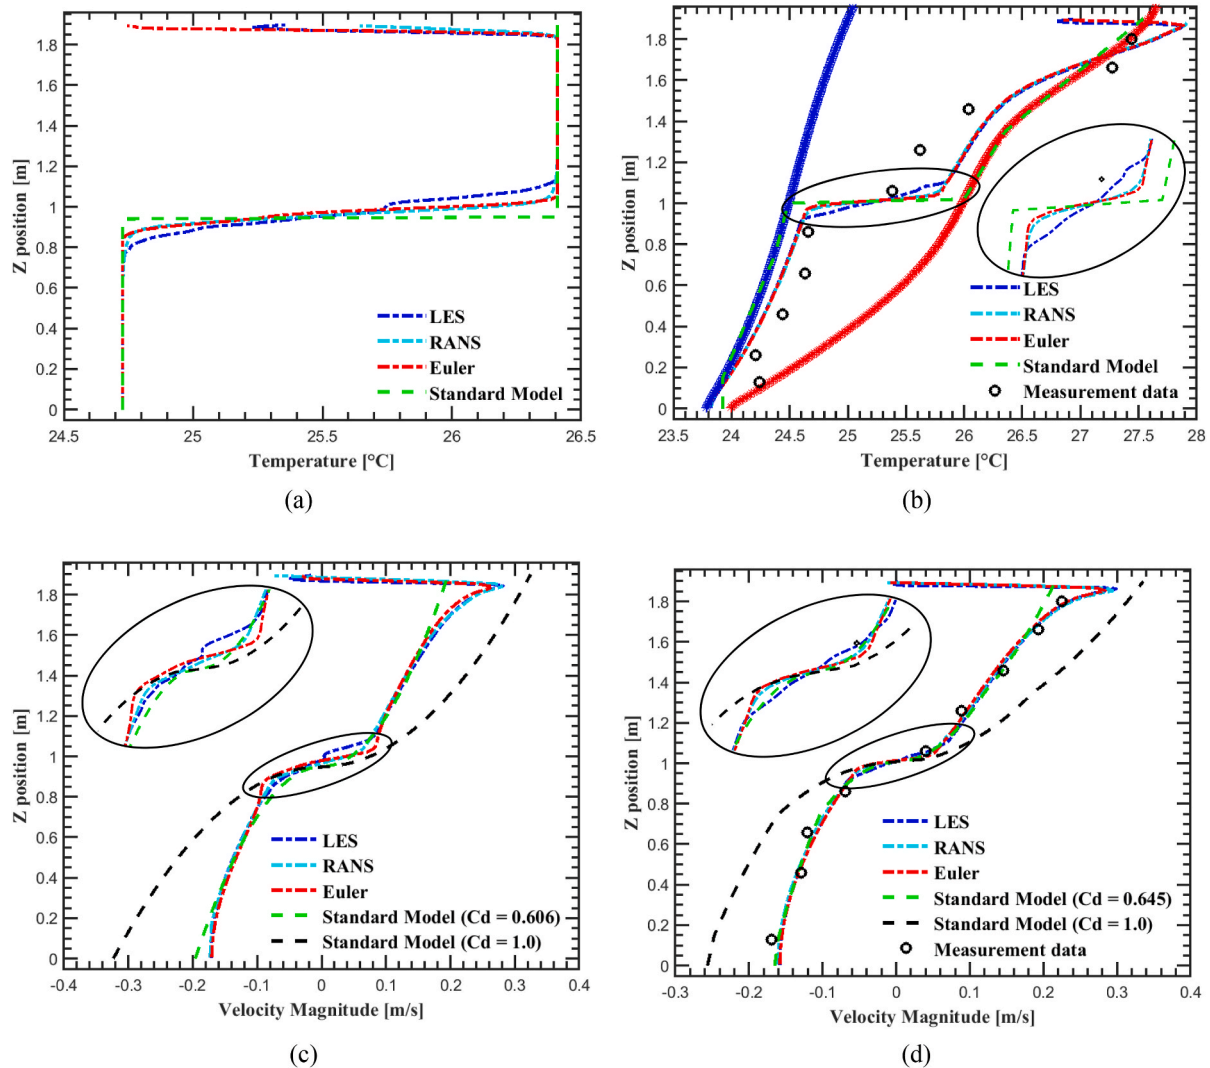 1.8
1.6
1.4
1.2
1
0.8
0.6
0.4
0.2
0
Z position [m]
LES
RANS
Euler
Standard Model
24.5 25 25.5 26 26.5
Temperature [°C]
(a)
1.8
1.6
1.4
1.2
1
0.8
0.6
0.4
0.2
0
Z position [m]
LES
RANS
Euler
Standard Model
Measurement data
23.5 24 24.5 25 25.5 26 26.5 27 27.5 28
Temperature [°C]
(b)
1.8
1.6
1.4
1.2
1
0.8
0.6
0.4
0.2
0
Z position [m]
LES
RANS
Euler
Standard Model (Cd = 0.606)
Standard Model (Cd = 1.0)
-0.4 -0.3 -0.2 -0.1 0 0.1 0.2 0.3 0.4
Velocity Magnitude [m/s]
(c)
1.8
1.6
1.4
1.2
1
0.8
0.6
0.4
0.2
0
Z position [m]
LES
RANS
Euler
Standard Model (Cd = 0.645)
Standard Model (Cd = 1.0)
Measurement data
-0.3 -0.2 -0.1 0 0.1 0.2 0.3 0.4
Velocity Magnitude [m/s]
(d)